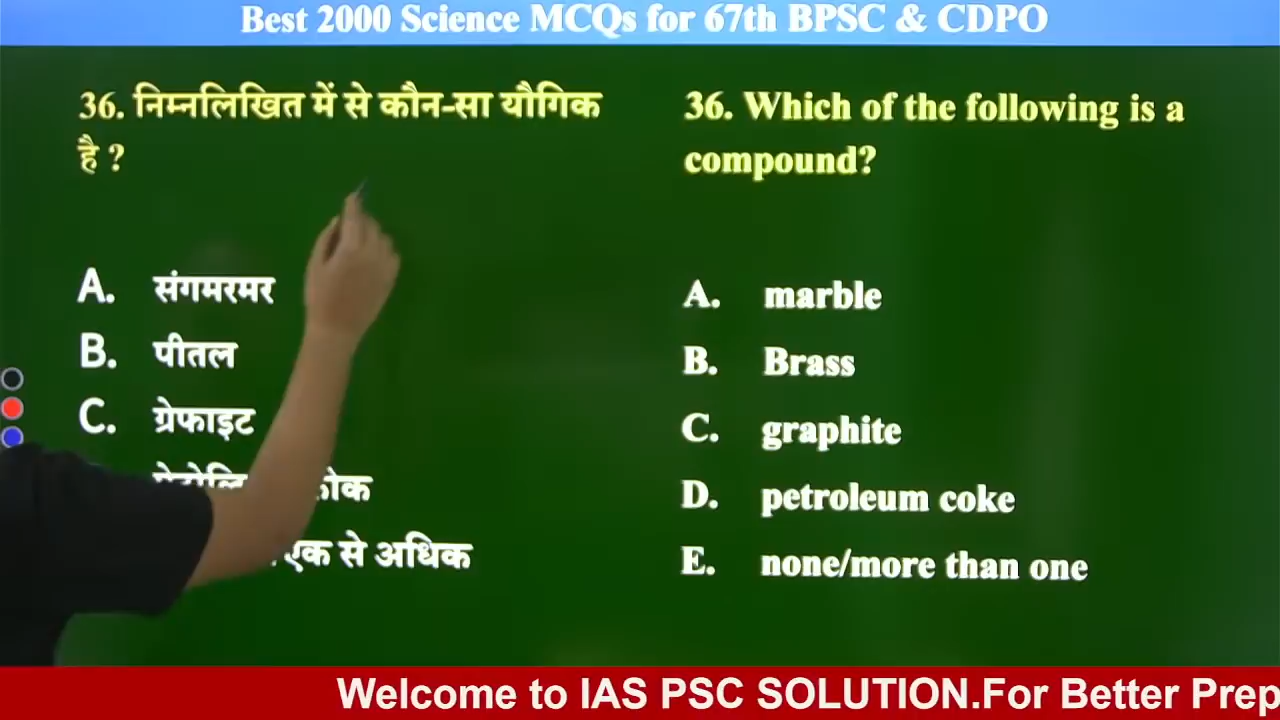 Best 2000 Science MCQs for 67th BPSC & CDPO
36. निम्नलिखित में से कौन-सा यौगिक
है ?
A. संगमरमर
B. पीतल
C. ग्रेफाइट
एक से अधिक
36. Which of the following is a
compound?
A. marble
B. Brass
C. graphite
D. petroleum coke
E. none/more than one
Welcome to IAS PSC SOLUTION.For Better Prep